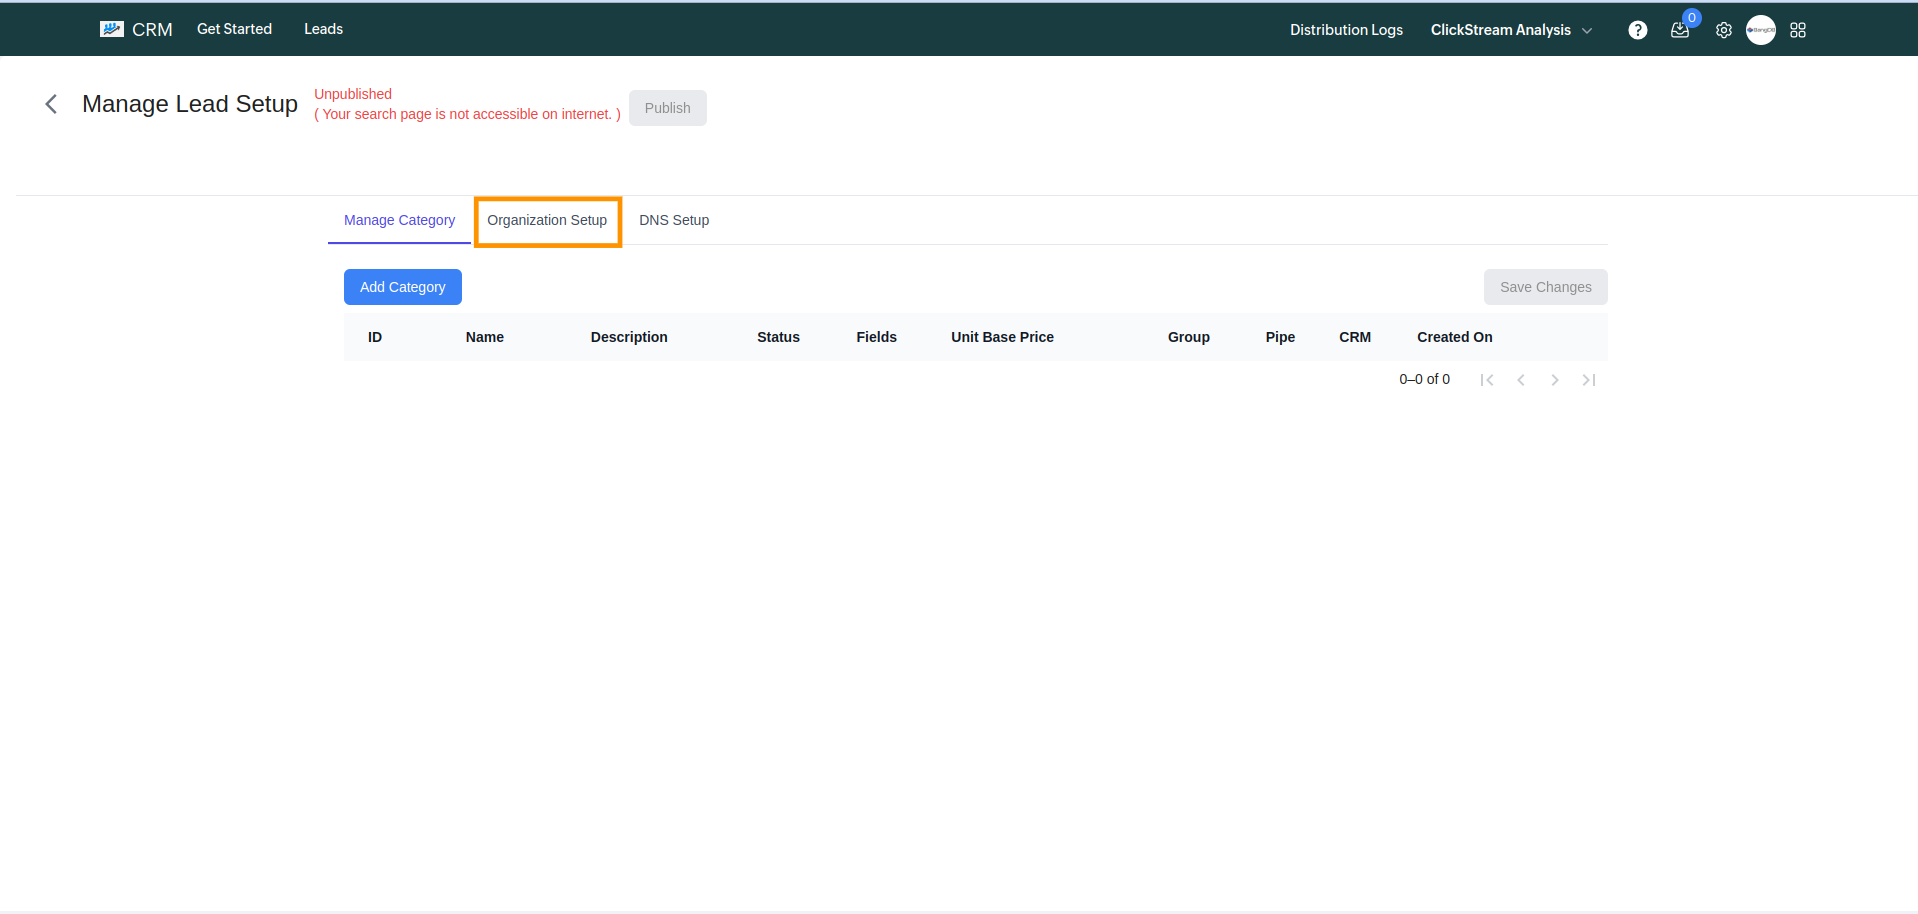 CRM Get Started Leads Distribution Logs ClickStream Analysis ? 0 BangDB
Manage Lead Setup
Unpublished
( Your search page is not accessible on internet. )
Publish
Manage Category Organization Setup DNS Setup
Add Category Save Changes
ID Name Description Status Fields Unit Base Price Group Pipe CRM Created On
0–0 of 0